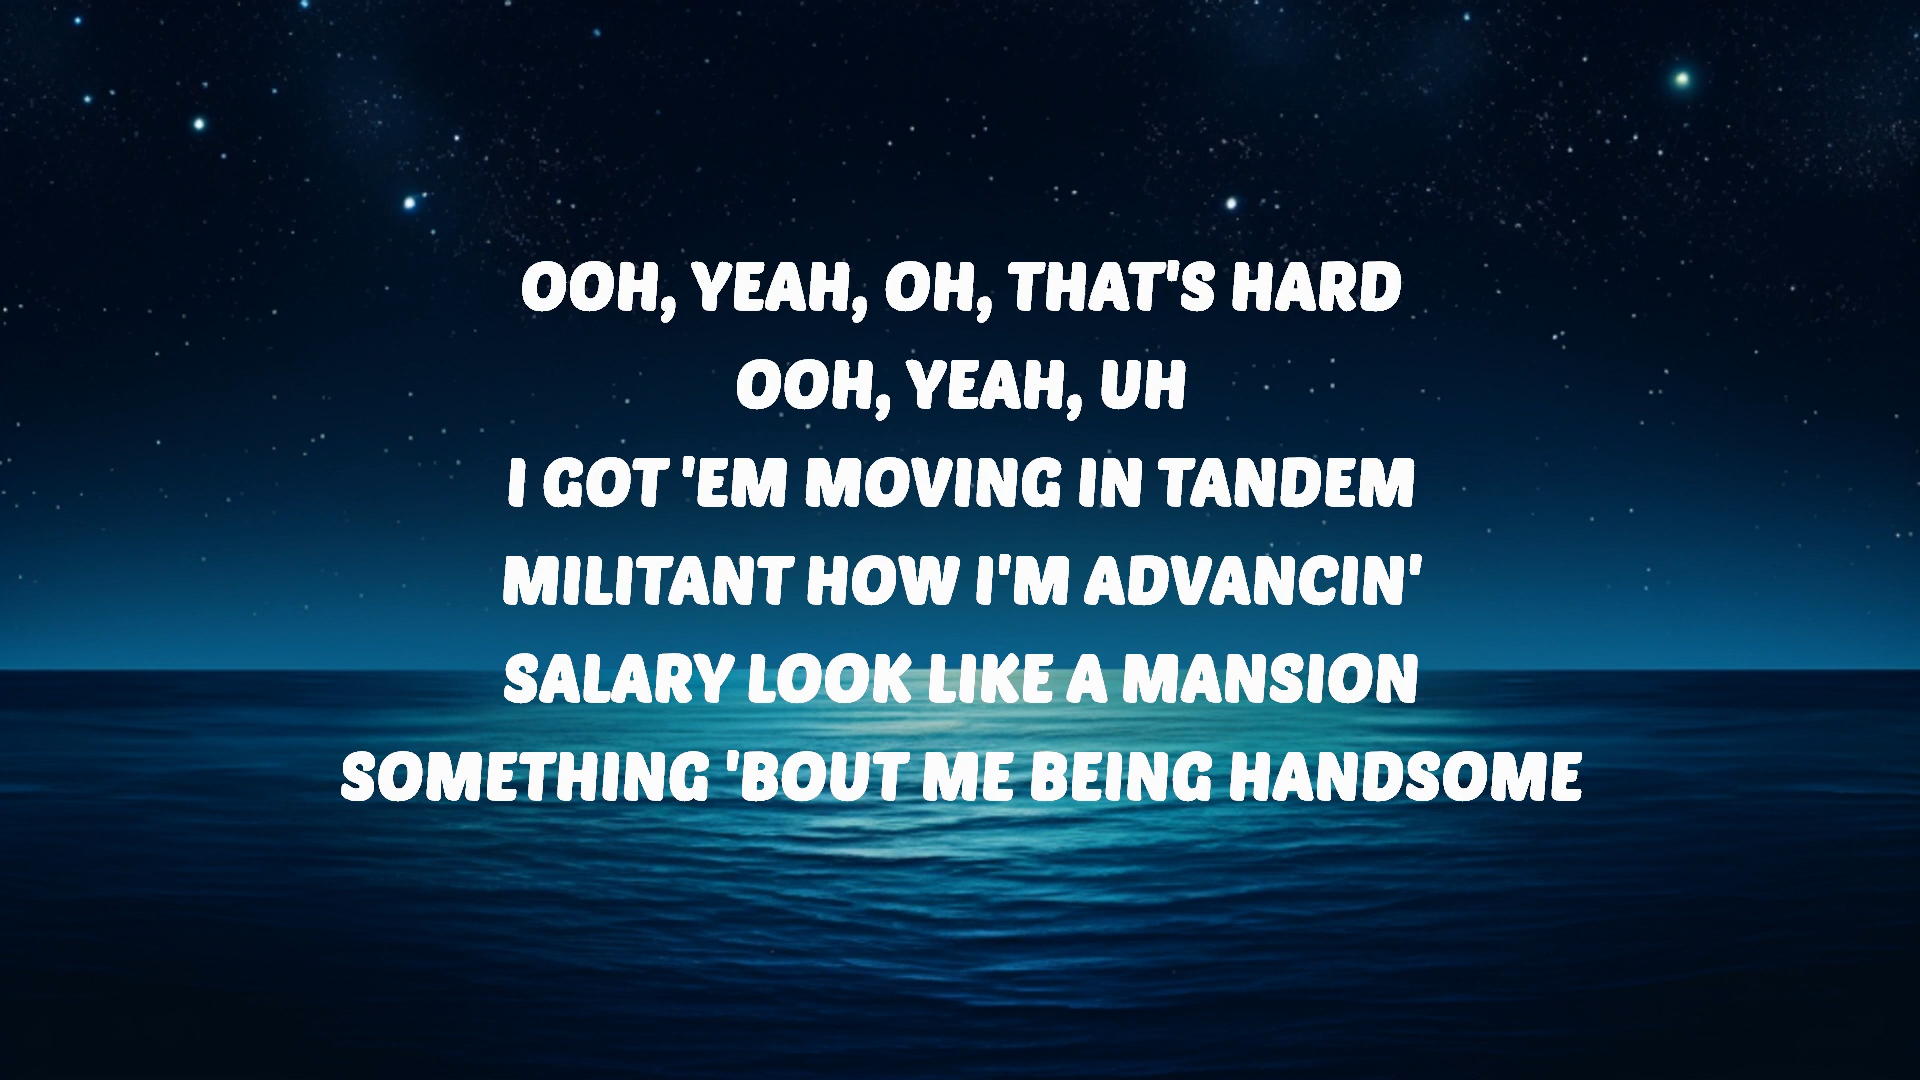 OOH, YEAH, OH, THAT'S HARD
OOH, YEAH, UH
I GOT 'EM MOVING IN TANDEM
MILITANT HOW I'M ADVANCIN'
SALARY LOOK LIKE A MANSION
SOMETHING 'BOUT ME BEING HANDSOME